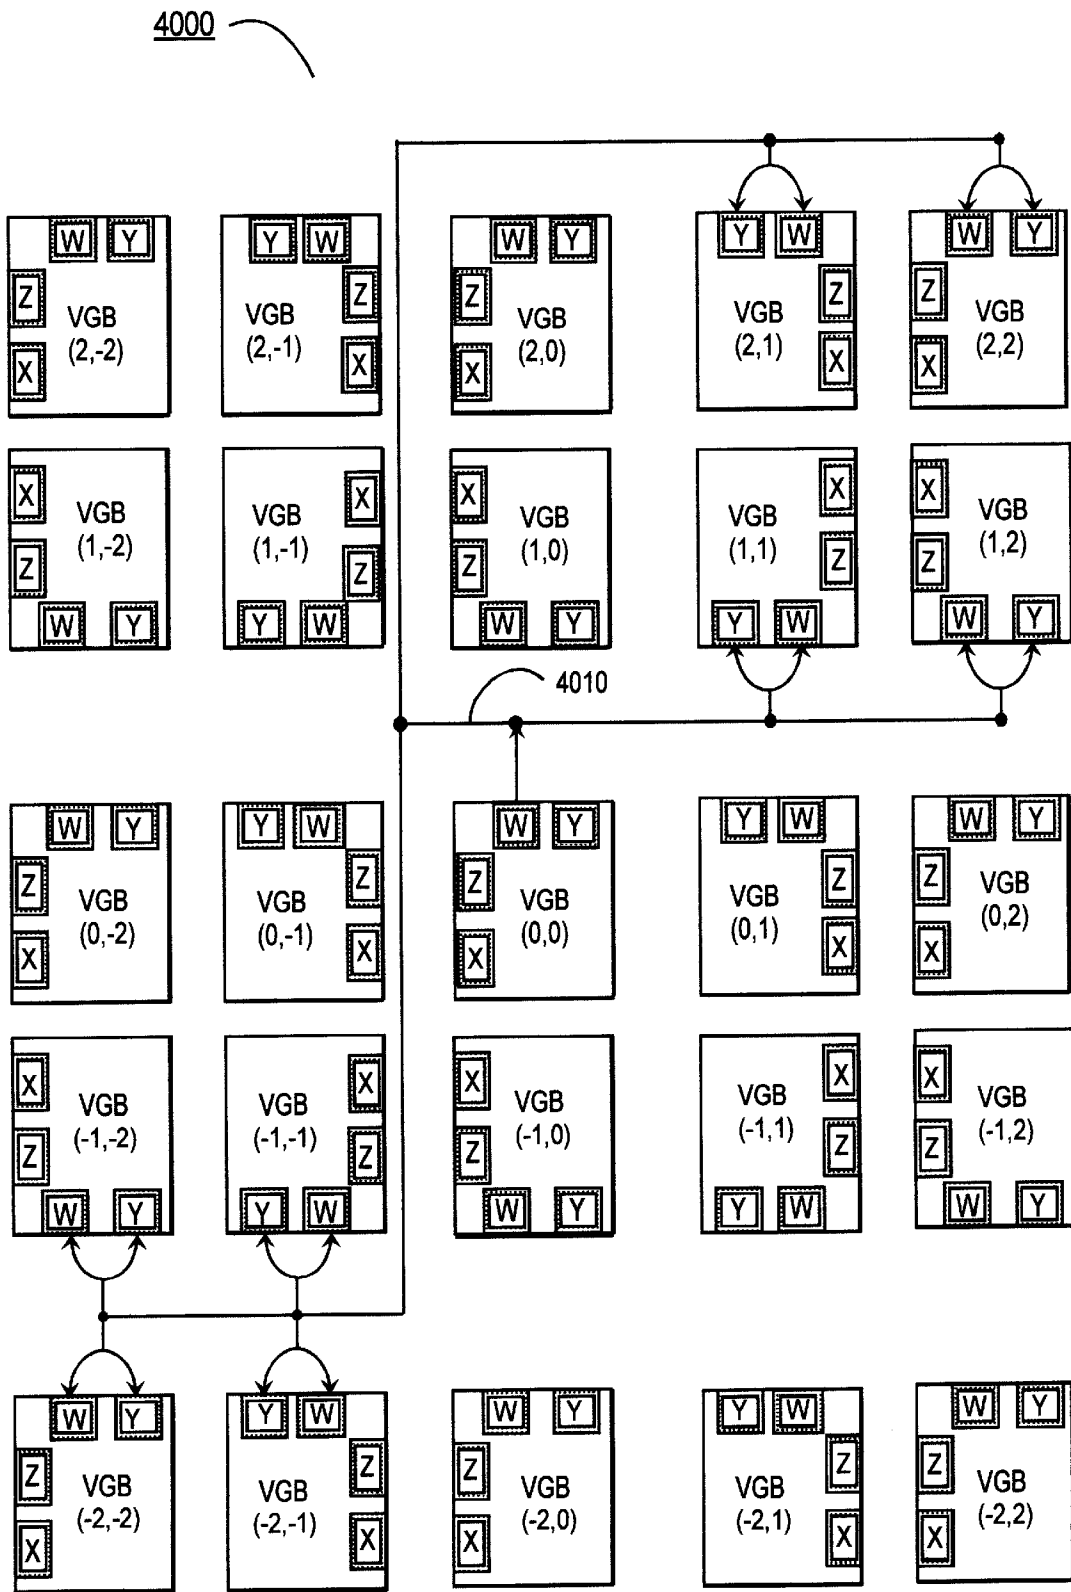 4000
W Y Y W W Y Y W W Y
Z Z Z Z Z
VGB VGB VGB VGB VGB
(2,-2) (2,-1) (2,0) (2,1) (2,2)
X X X X X
X X X X X
VGB VGB VGB VGB VGB
(1,-2) (1,-1) (1,0) (1,1) (1,2)
Z Z Z Z Z
W Y Y W W Y Y W W Y
4010
W Y Y W W Y Y W W Y
Z Z Z Z Z
VGB VGB VGB VGB VGB
(0,-2) (0,-1) (0,0) (0,1) (0,2)
X X X X X
X X X X X
VGB VGB VGB VGB VGB
(-1,-2) (-1,-1) (-1,0) (-1,1) (-1,2)
Z Z Z Z Z
W Y Y W W Y Y W W Y
W Y Y W W Y Y W W Y
Z Z Z Z Z
VGB VGB VGB VGB VGB
(-2,-2) (-2,-1) (-2,0) (-2,1) (-2,2)
X X X X X